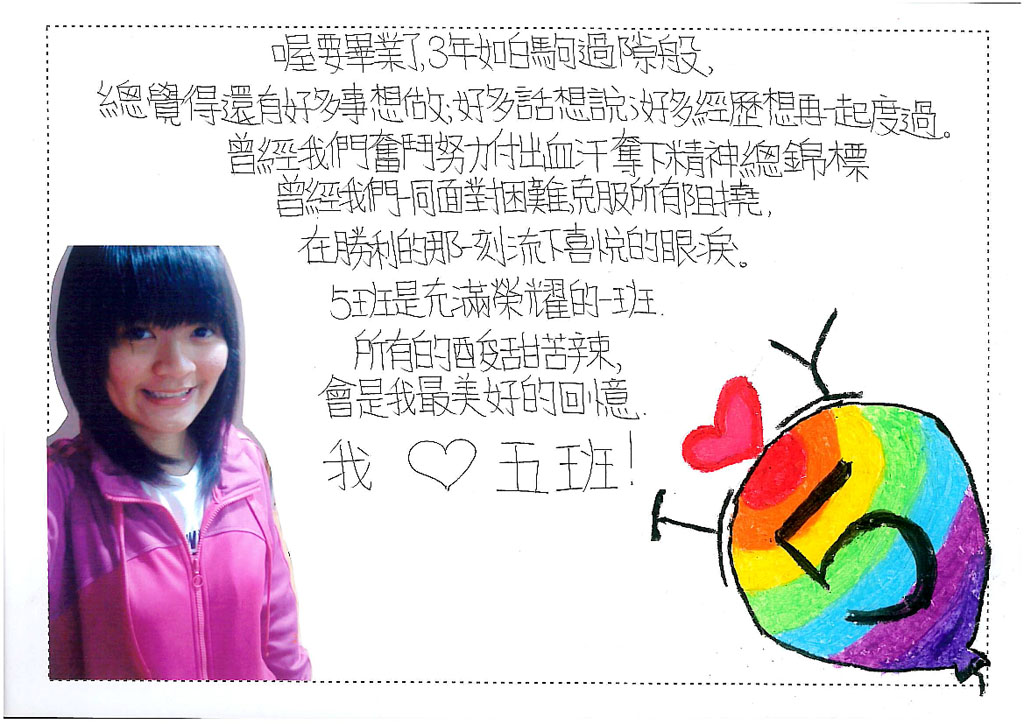 喔要畢業了,3年如白駒過隙般,
總覺得還有好多事想做;好多話想說;好多經歷想再一起度過。
曾經我們奮鬥努力付出血汗奪下精神總錦標
曾經我們一同面對困難,克服所有阻撓,
在勝利的那一刻流下喜悅的眼淚。
5班是充滿榮耀的一班.
所有的酸甜苦辣,
會是我最美好的回憶.
我 ♡ 五班!
I ♥ 5 Y